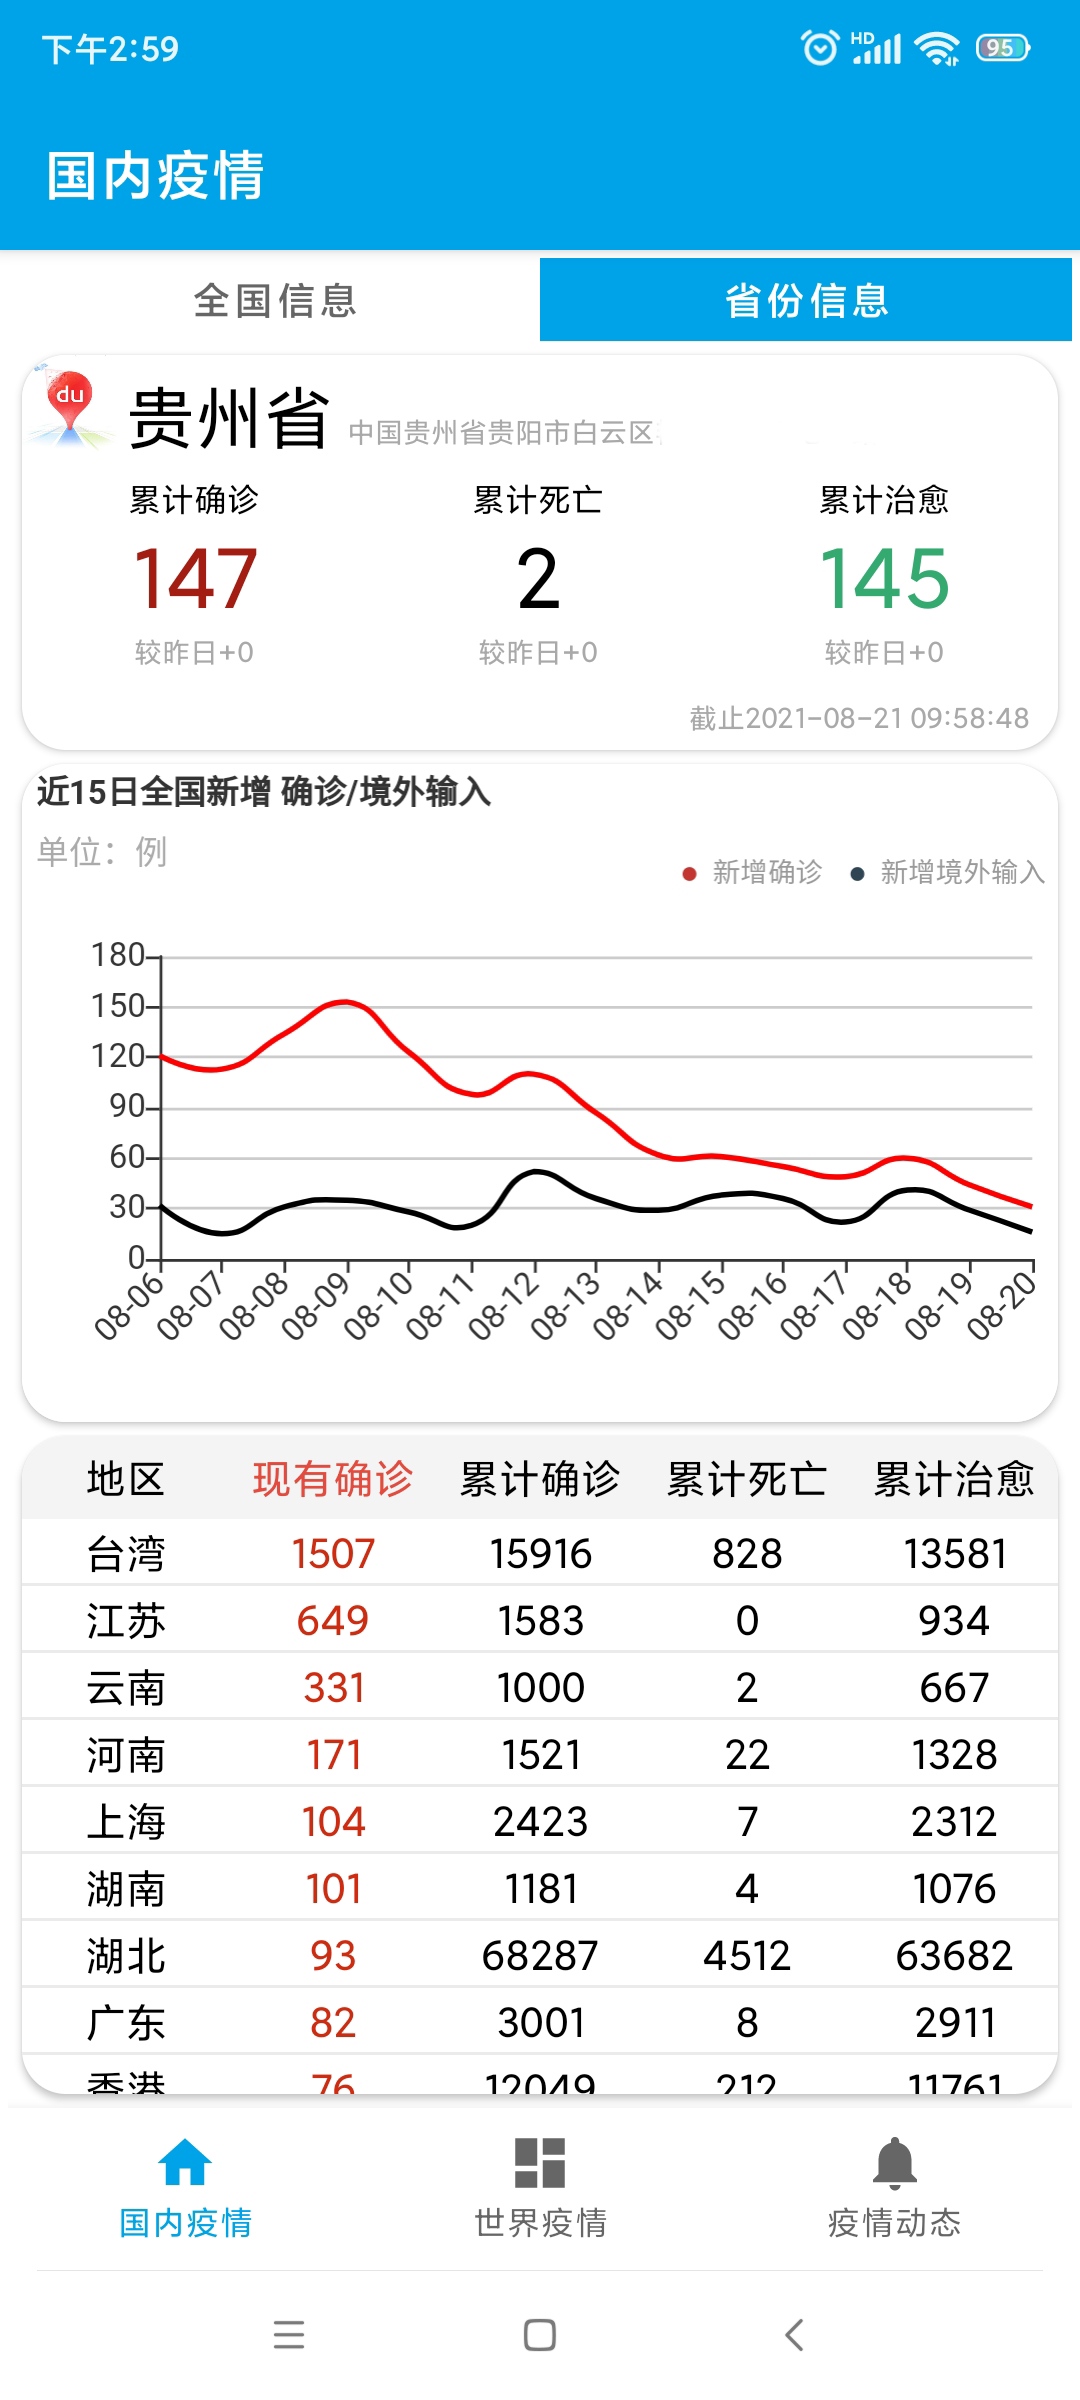 下午2:59 HD 95
国内疫情
全国信息 省份信息
du 贵州省 中国贵州省贵阳市白云区
累计确诊 累计死亡 累计治愈
147 2 145
较昨日+0 较昨日+0 较昨日+0
截止2021-08-21 09:58:48
近15日全国新增 确诊/境外输入
单位：例
新增确诊 新增境外输入
180
150
120
90
60
30
0
08-06 08-07 08-08 08-09 08-10 08-11 08-12 08-13 08-14 08-15 08-16 08-17 08-18 08-19 08-20
地区 现有确诊 累计确诊 累计死亡 累计治愈
台湾 1507 15916 828 13581
江苏 649 1583 0 934
云南 331 1000 2 667
河南 171 1521 22 1328
上海 104 2423 7 2312
湖南 101 1181 4 1076
湖北 93 68287 4512 63682
广东 82 3001 8 2911
香港 76 12049 212 11761
国内疫情 世界疫情 疫情动态